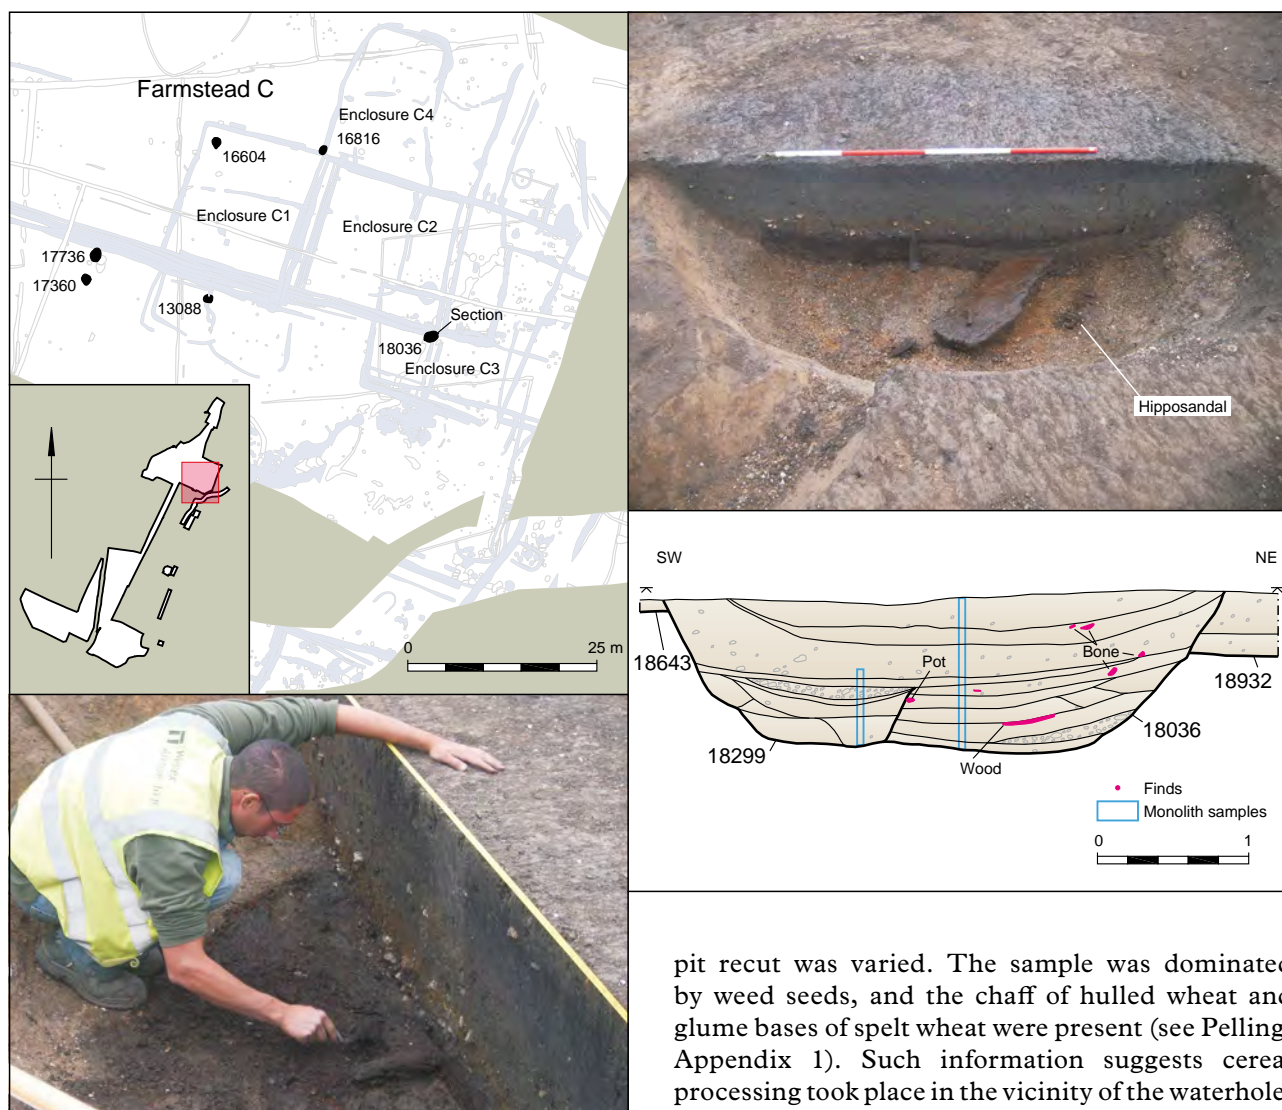 Farmstead C
Enclosure C4
16816
16604
Enclosure C1
Enclosure C2
17736
17360
13088
Section
18036
Enclosure C3
0 25 m
Hipposandal
SW NE
18643
Pot
Bone
18932
18299
18036
Wood
Finds
Monolith samples
0 1
pit recut was varied. The sample was dominated
by weed seeds, and the chaff of hulled wheat and
glume bases of spelt wheat were present (see Pelling,
Appendix 1). Such information suggests cereal
processing took place in the vicinity of the waterhole